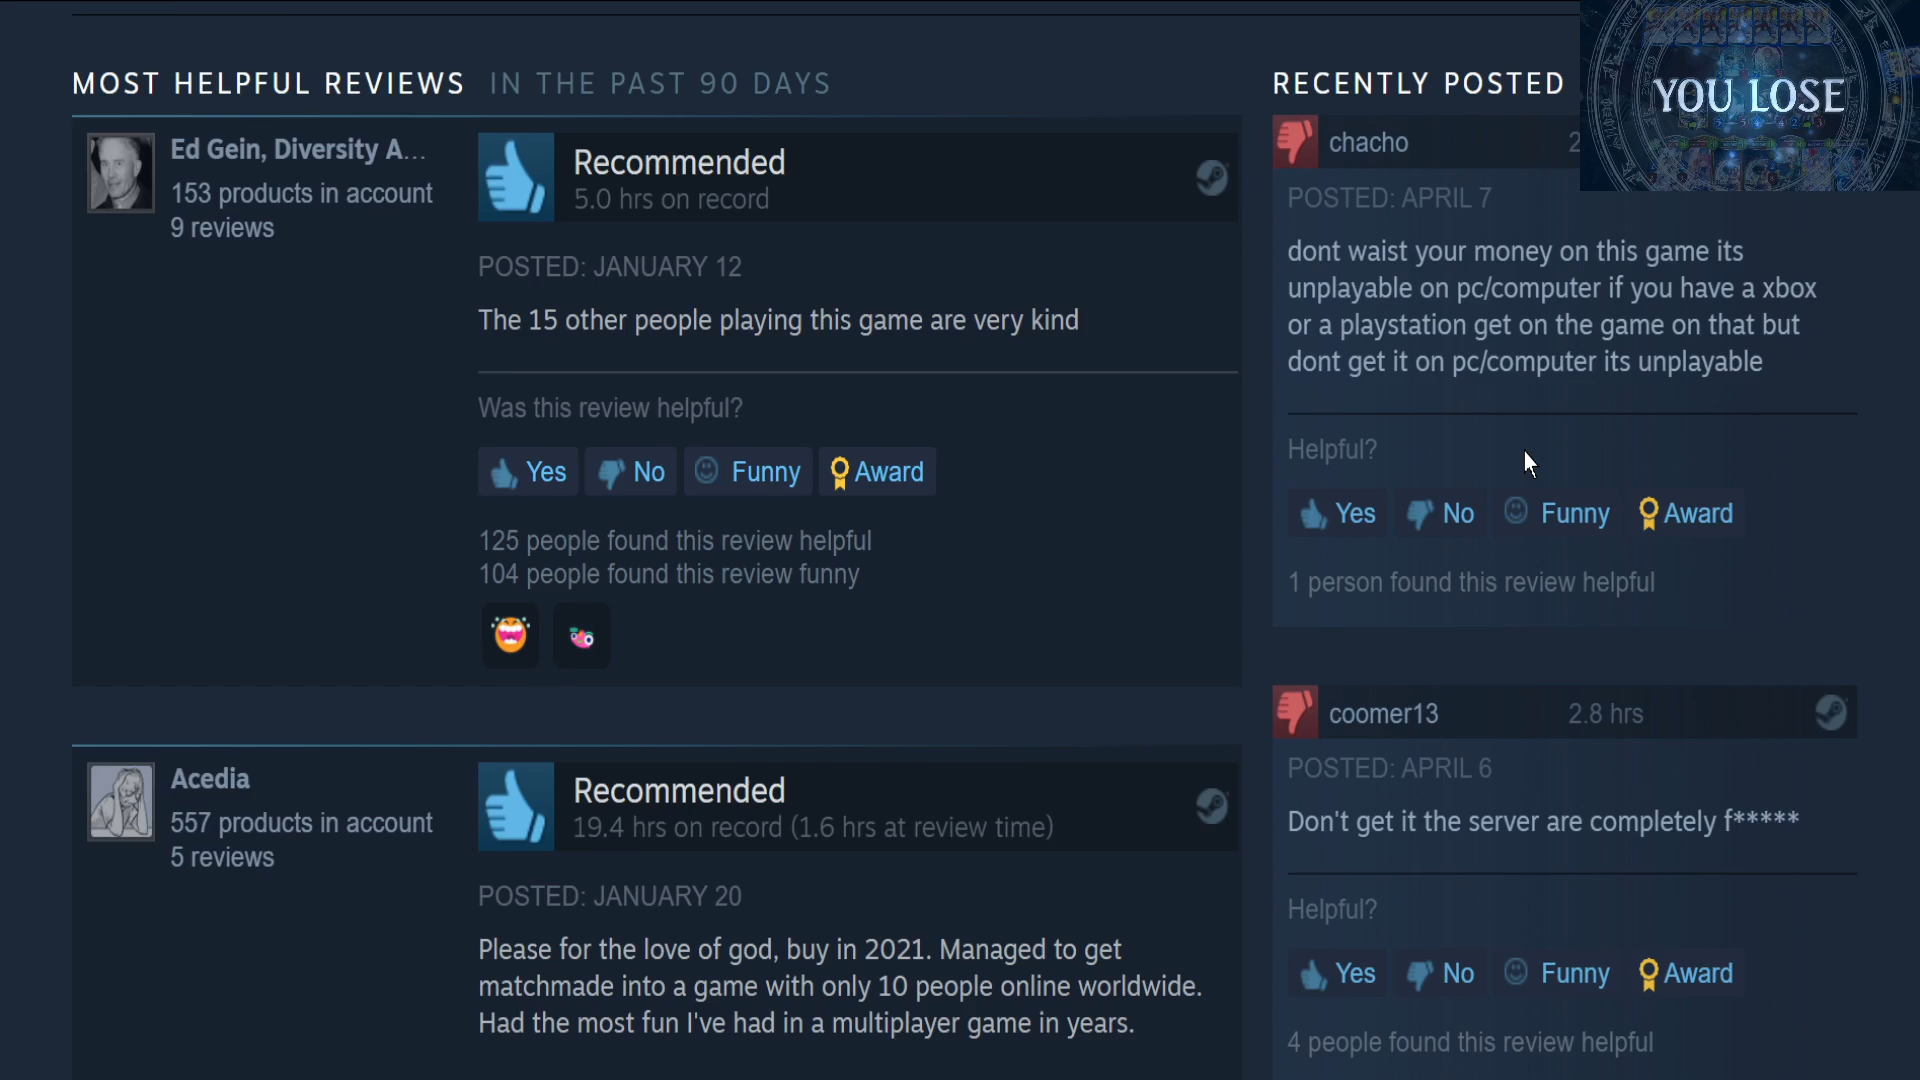 MOST HELPFUL REVIEWS IN THE PAST 90 DAYS
Ed Gein, Diversity A...
153 products in account
9 reviews
Recommended
5.0 hrs on record
POSTED: JANUARY 12
The 15 other people playing this game are very kind
Was this review helpful?
Yes No Funny Award
125 people found this review helpful
104 people found this review funny
Acedia
557 products in account
5 reviews
Recommended
19.4 hrs on record (1.6 hrs at review time)
POSTED: JANUARY 20
Please for the love of god, buy in 2021. Managed to get
matchmade into a game with only 10 people online worldwide.
Had the most fun I've had in a multiplayer game in years.
RECENTLY POSTED
YOU LOSE
chacho
POSTED: APRIL 7
dont waist your money on this game its
unplayable on pc/computer if you have a xbox
or a playstation get on the game on that but
dont get it on pc/computer its unplayable
Helpful?
Yes No Funny Award
1 person found this review helpful
coomer13 2.8 hrs
POSTED: APRIL 6
Don't get it the server are completely f*****
Helpful?
Yes No Funny Award
4 people found this review helpful